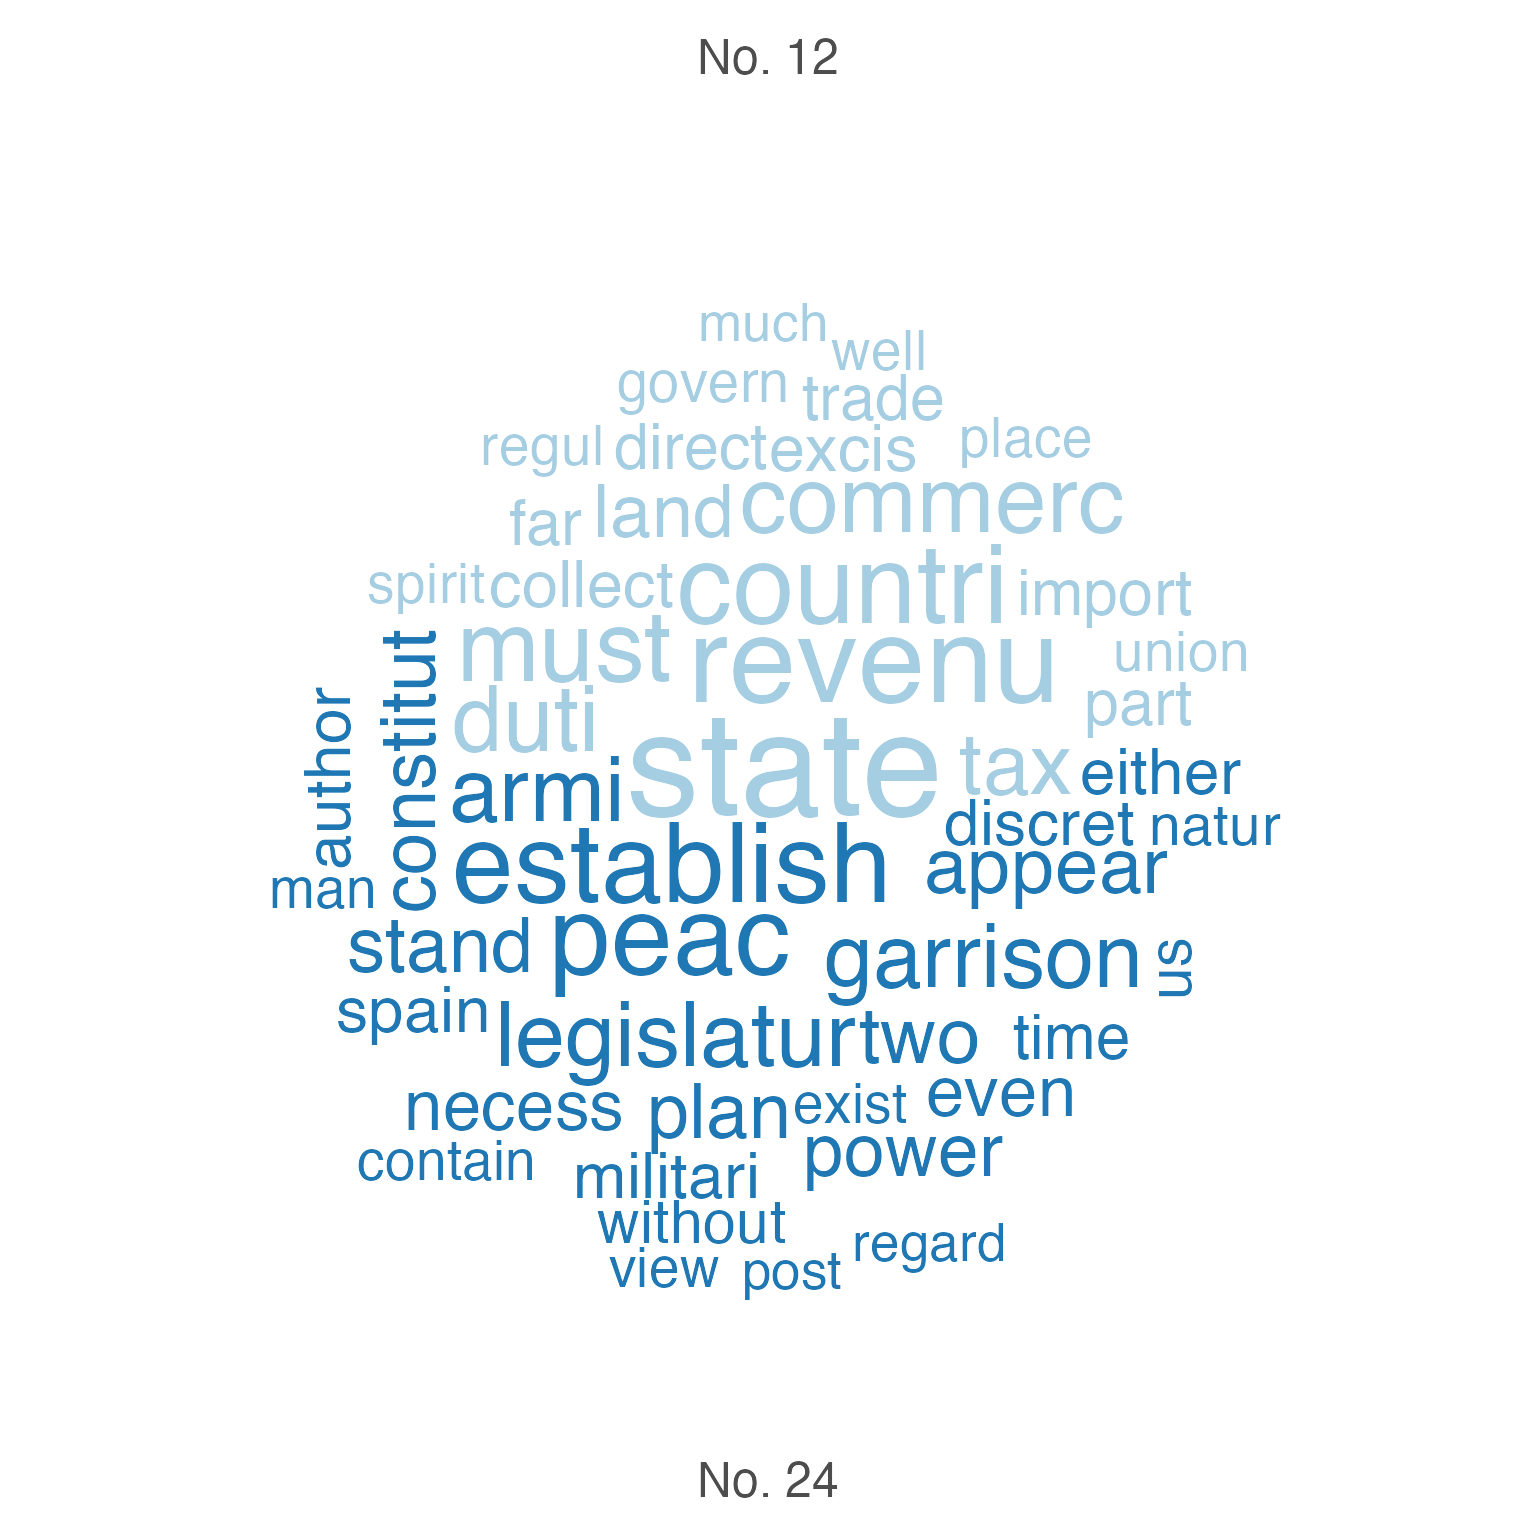 No. 12
much
well
govern trade
regul direct excis place
far land commerc
spirit collect countri import
must revenu union
duti part
author constitut
armi state tax either
discret natur
man establish appear
stand peac garrison us
spain legislatur two time
necess plan exist even
contain militari power
without
view post regard
No. 24